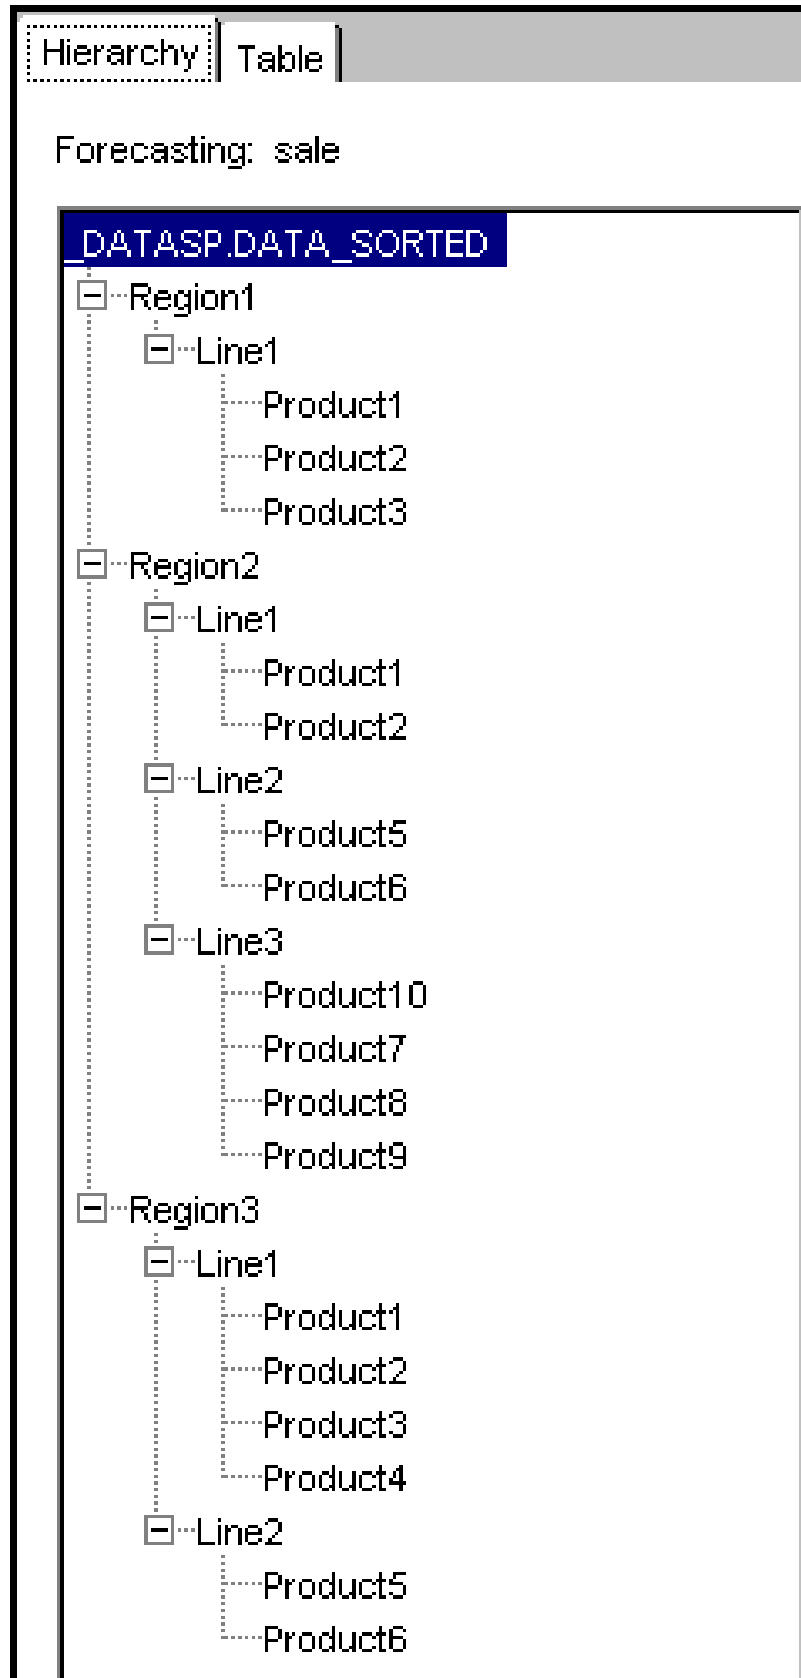 Hierarchy Table
Forecasting: sale
_DATASP.DATA_SORTED
Region1
Line1
Product1
Product2
Product3
Region2
Line1
Product1
Product2
Line2
Product5
Product6
Line3
Product10
Product7
Product8
Product9
Region3
Line1
Product1
Product2
Product3
Product4
Line2
Product5
Product6